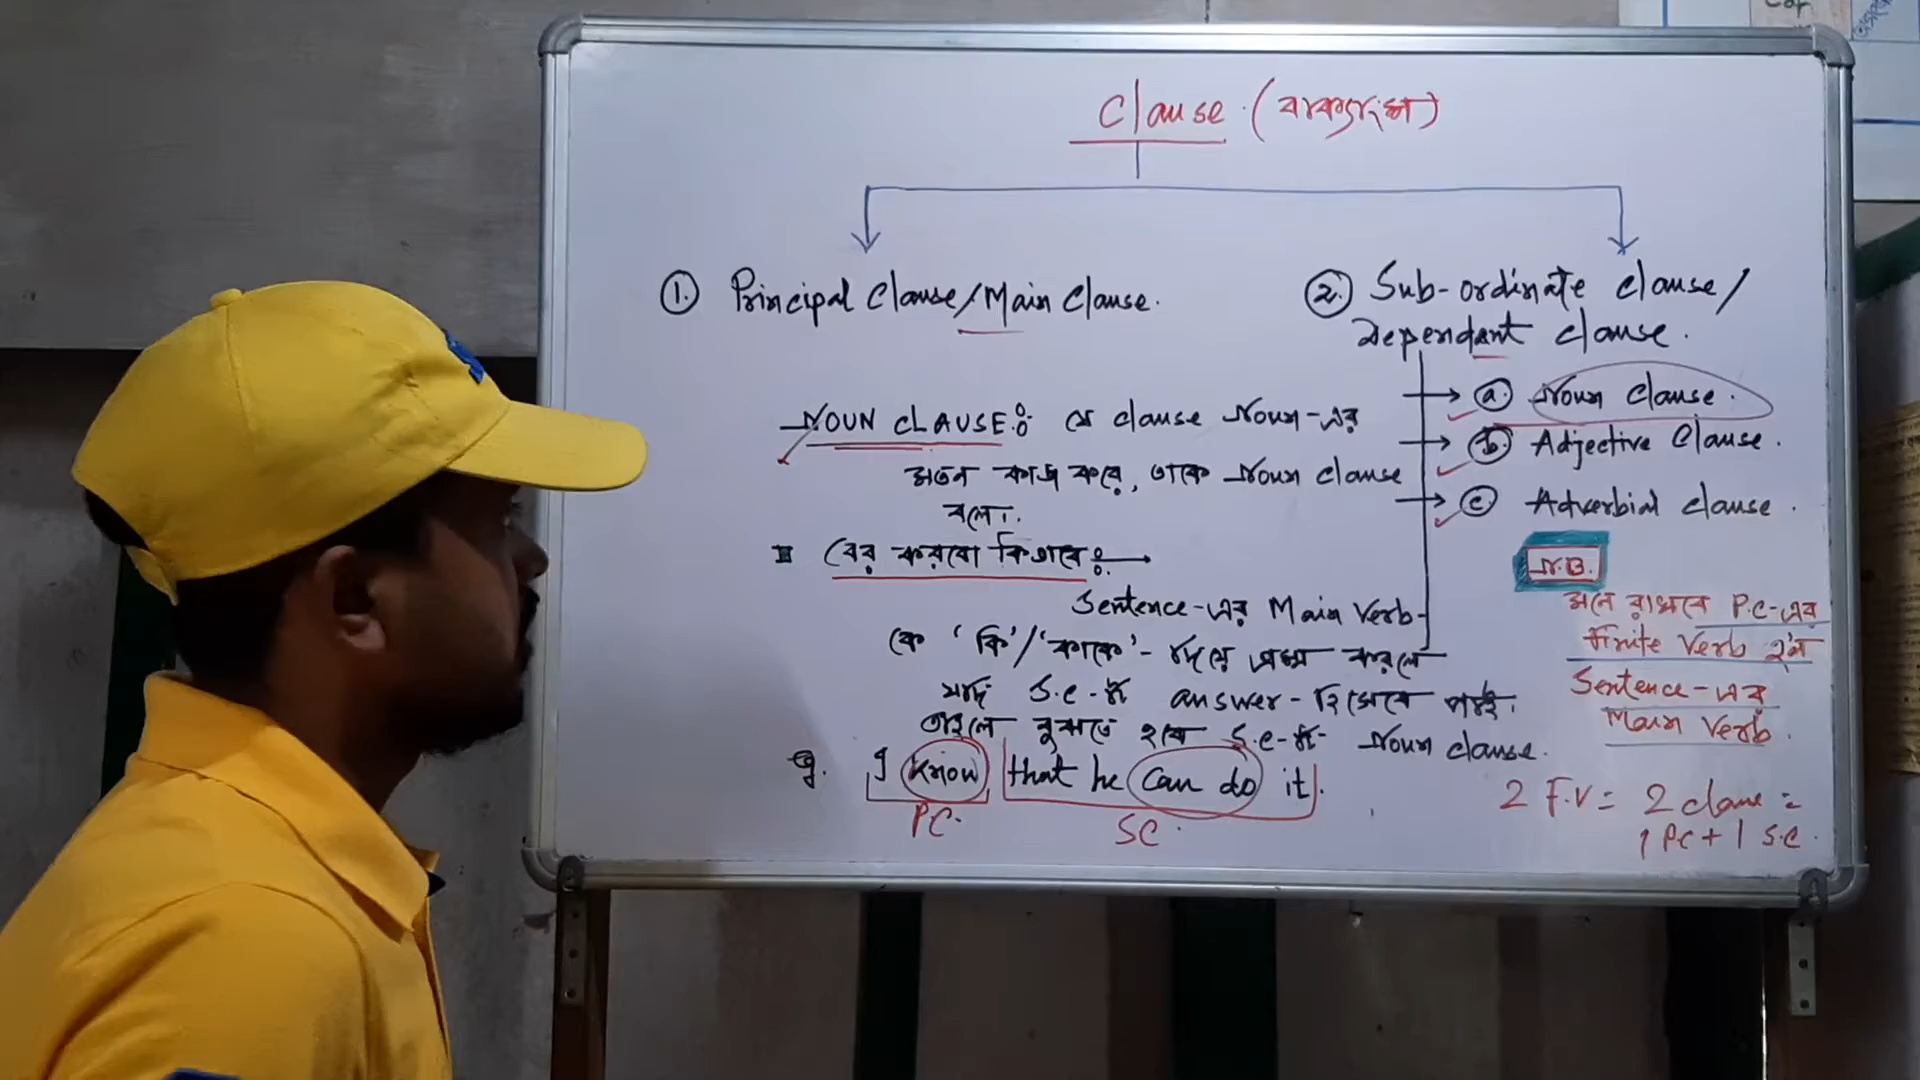 Clause (বাক্যাংশ)
① Principal Clause/Main Clause.
② Sub-ordinate clause/
Dependant clause.
→ ⓐ Noun Clause.
→ ⓑ Adjective Clause.
→ ⓒ Adverbial clause.
NOUN CLAUSE: যে clause Noun-এর
মতন কাজ করে, তাকে Noun clause
বলে।
বের করবো কিভাবে: →
Sentence-এর Main Verb-
কে 'কি'/'কাকে'- দিয়ে প্রশ্ন করলে
যদি S.C-টি answer-হিসেবে পাই।
তাহলে বুঝতে হবে S.C-টি Noun clause.
eg. I know that he can do it.
PC. SC.
N.B.
মনে রাখবে P.C-এর
Finite Verb হ'ল
Sentence-এর
Main Verb.
2 F.V = 2 clause =
1 PC + 1 S.C